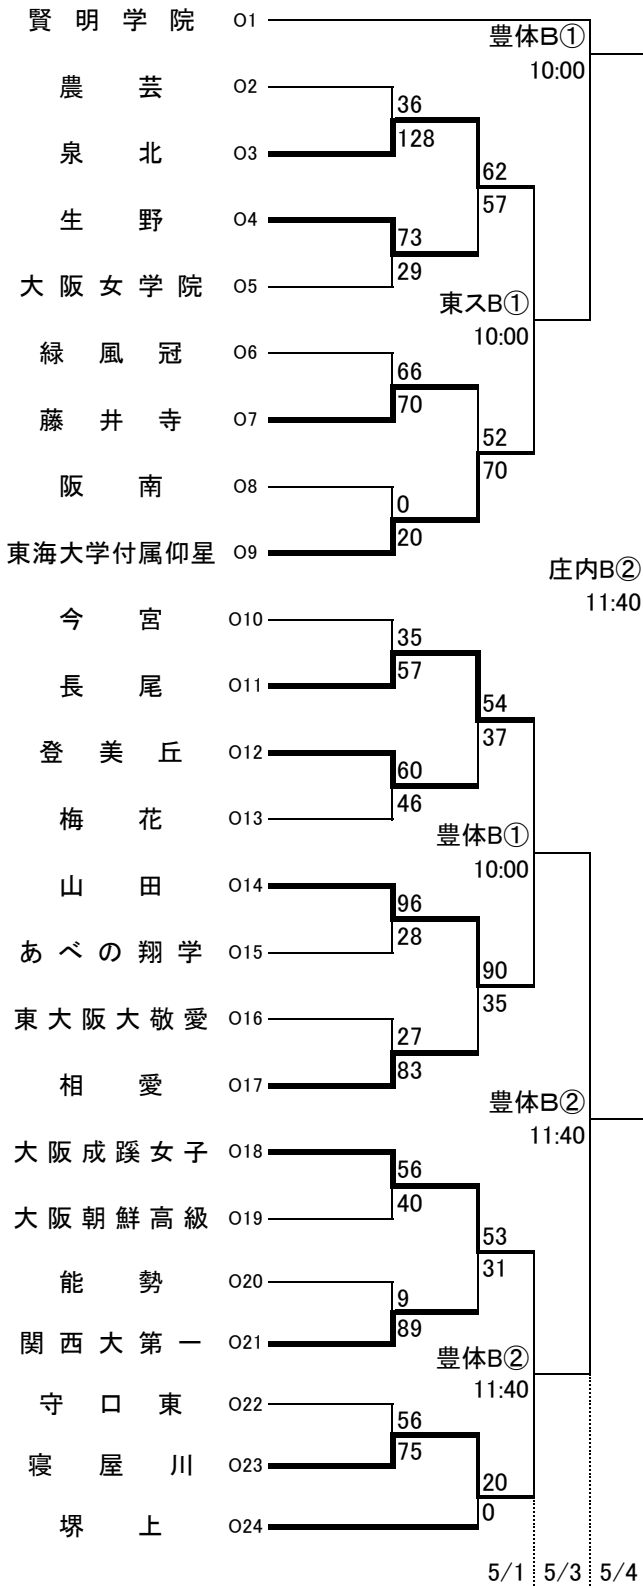 賢明学院 O1
豊体B①
10:00
農芸 O2
36
128
泉北 O3
62
57
生野 O4
73
29
大阪女学院 O5
東スB①
10:00
緑風冠 O6
66
70
藤井寺 O7
52
70
阪南 O8
0
20
東海大学付属仰星 O9
庄内B②
11:40
今宮 O10
35
57
長尾 O11
54
37
登美丘 O12
60
46
梅花 O13
豊体B①
10:00
山田 O14
96
28
あべの翔学 O15
90
35
東大阪大敬愛 O16
27
83
相愛 O17
豊体B②
11:40
大阪成蹊女子 O18
56
40
大阪朝鮮高級 O19
53
31
能勢 O20
9
89
関西大第一 O21
豊体B②
11:40
守口東 O22
56
75
寝屋川 O23
20
0
堺上 O24
5/1 5/3 5/4